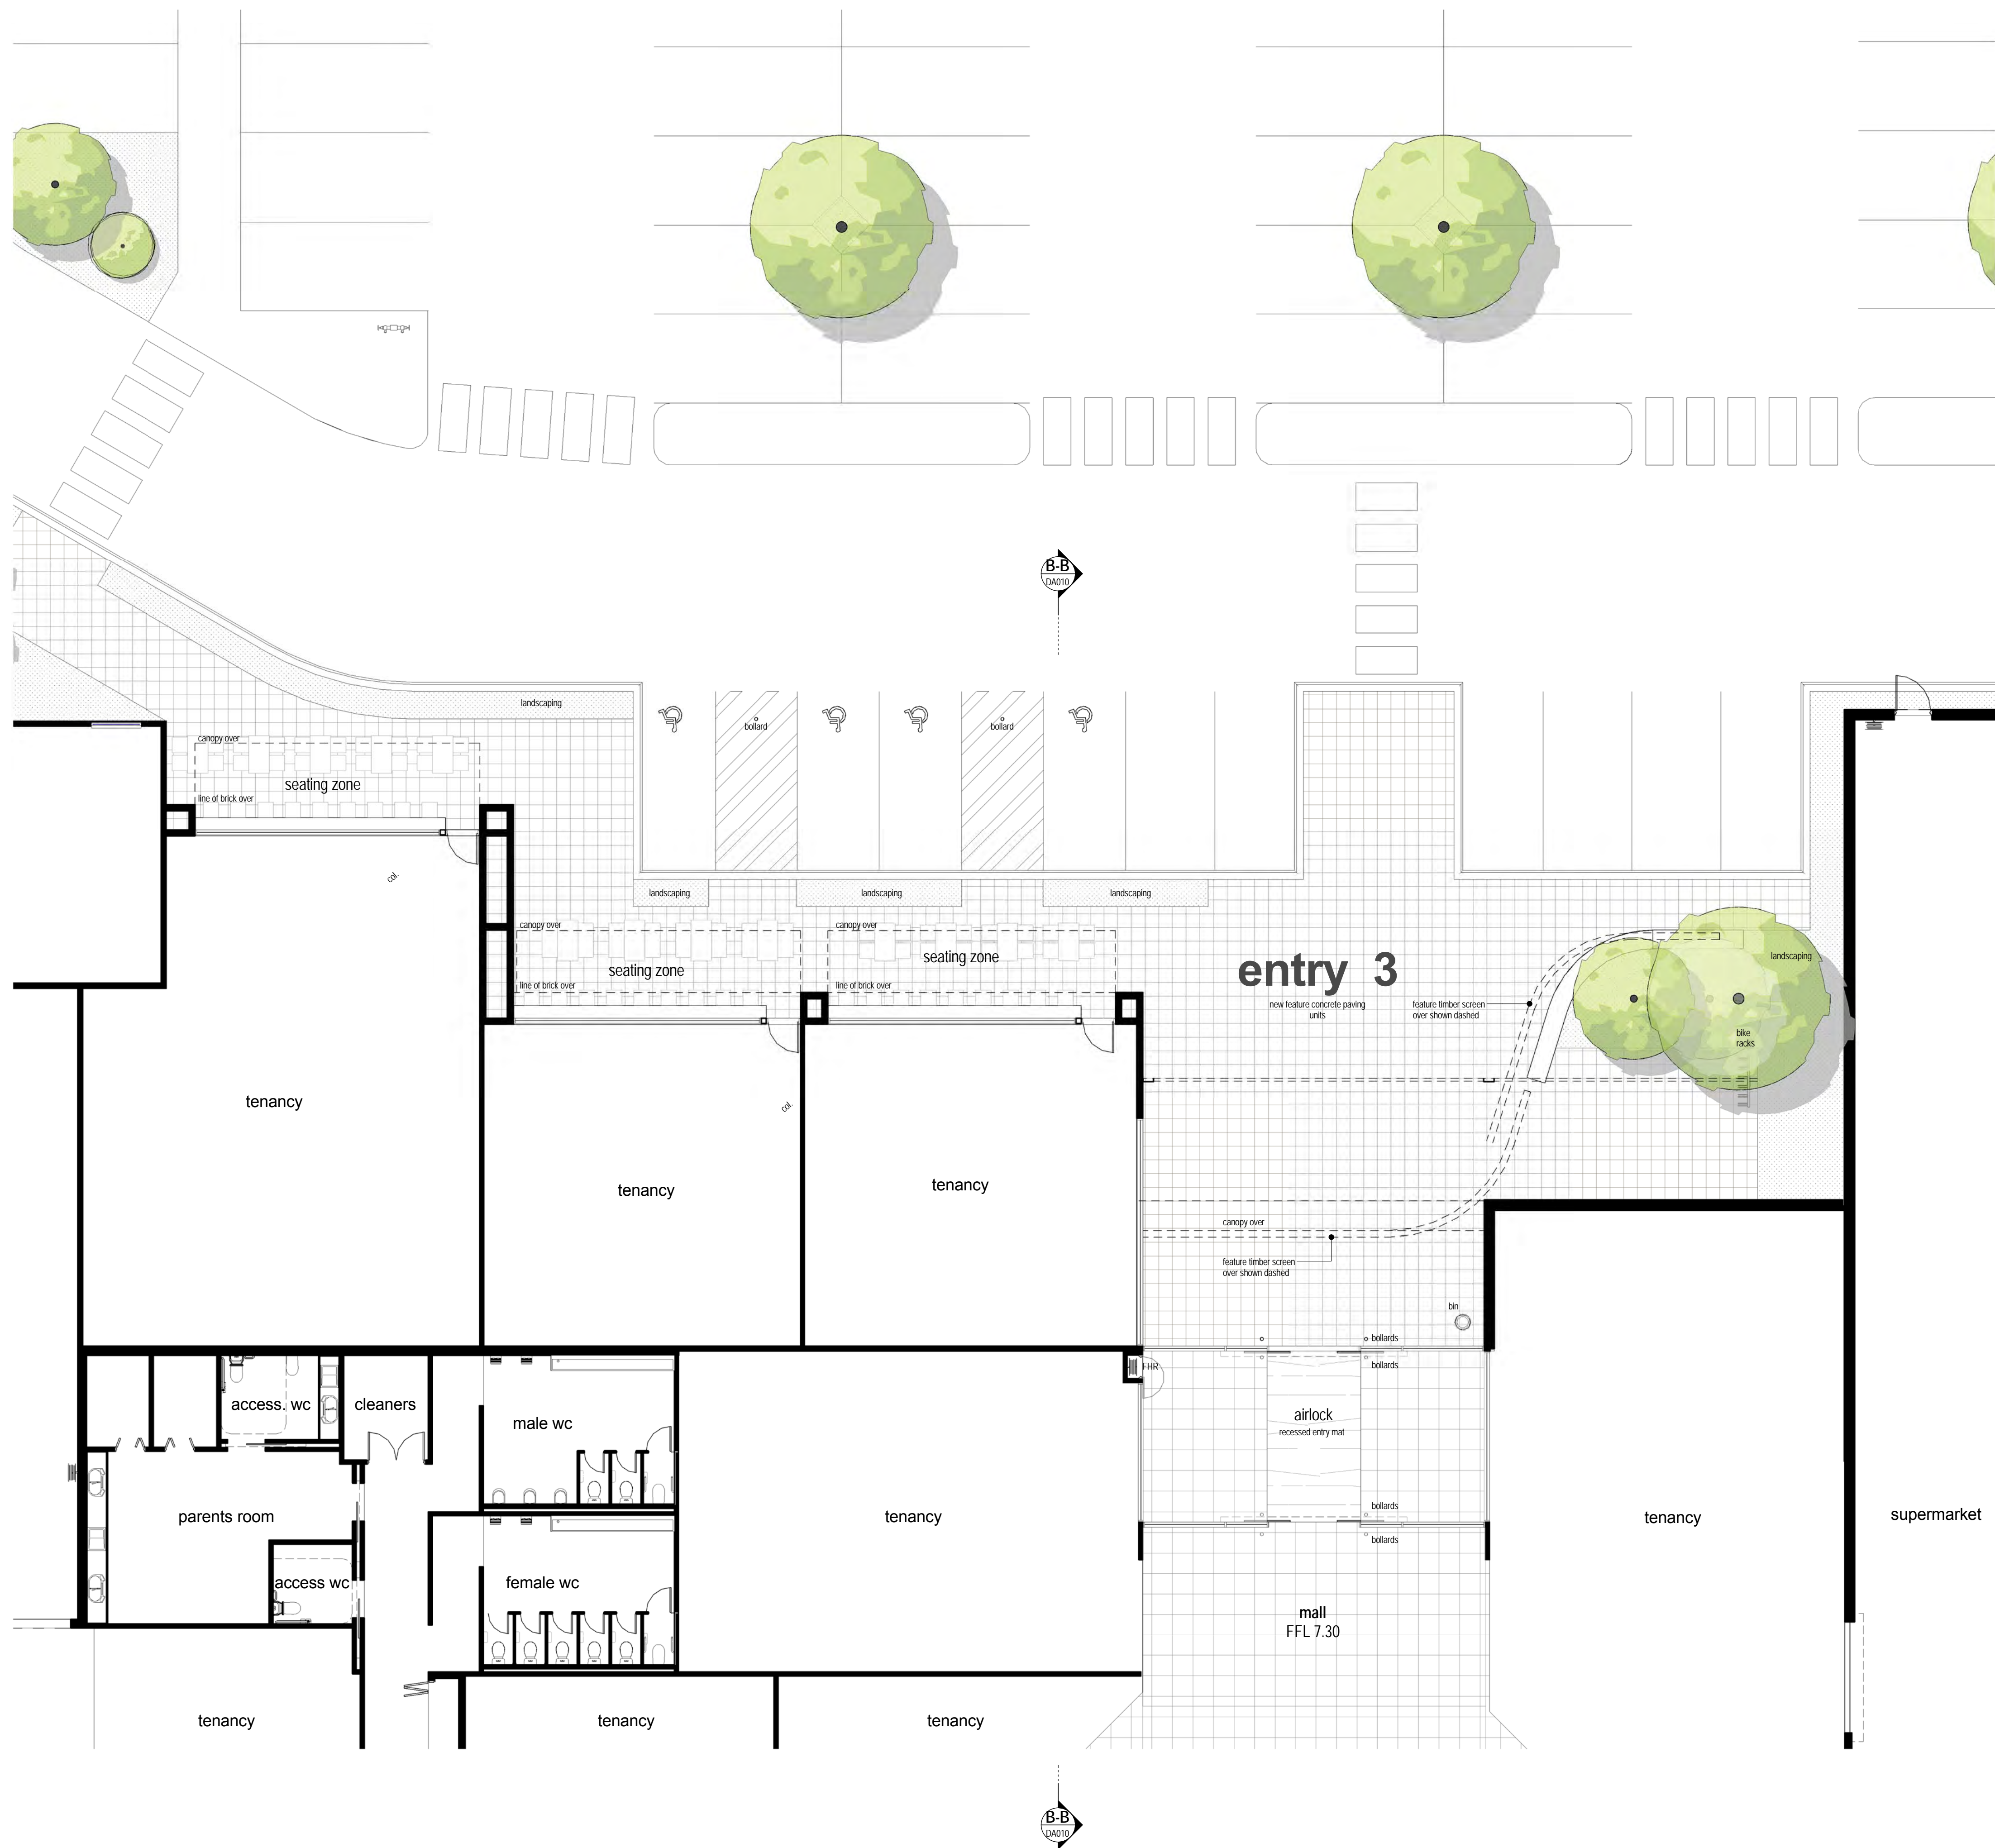 B-B
DA010
landscaping
bollard
bollard
canopy over
seating zone
line of brick over
col.
landscaping
landscaping
landscaping
canopy over
seating zone
line of brick over
canopy over
seating zone
line of brick over
entry 3
new feature concrete paving
units
feature timber screen
over shown dashed
landscaping
bike
racks
tenancy
col.
tenancy
tenancy
canopy over
feature timber screen
over shown dashed
bin
bollards
bollards
FHR
access. wc
cleaners
male wc
airlock
recessed entry mat
parents room
tenancy
bollards
bollards
tenancy
supermarket
access wc
female wc
mall
FFL 7.30
tenancy
tenancy
tenancy
B-B
DA010